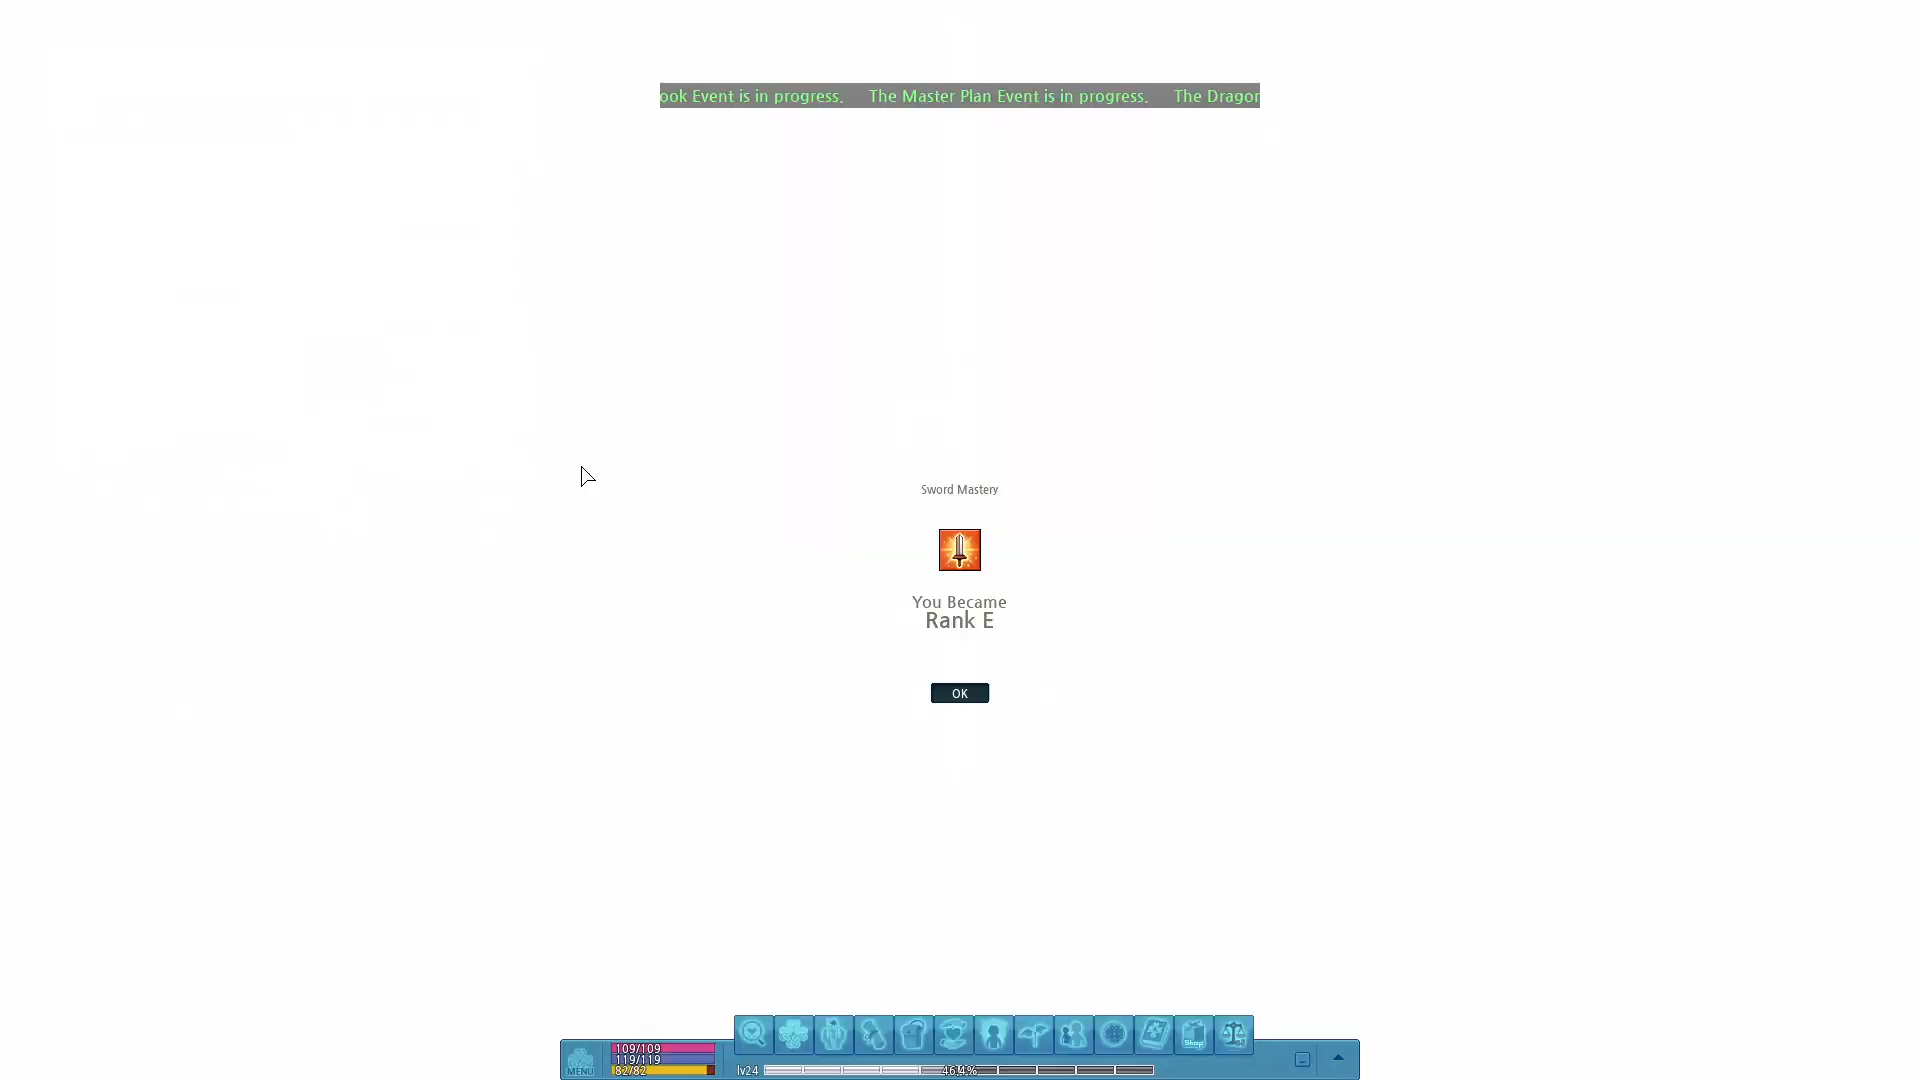 ook Event is in progress. The Master Plan Event is in progress. The Dragon
Sword Mastery
You Became
Rank E
OK
Shop
109/109
119/119
82/82
MENU
lv24
46.4%